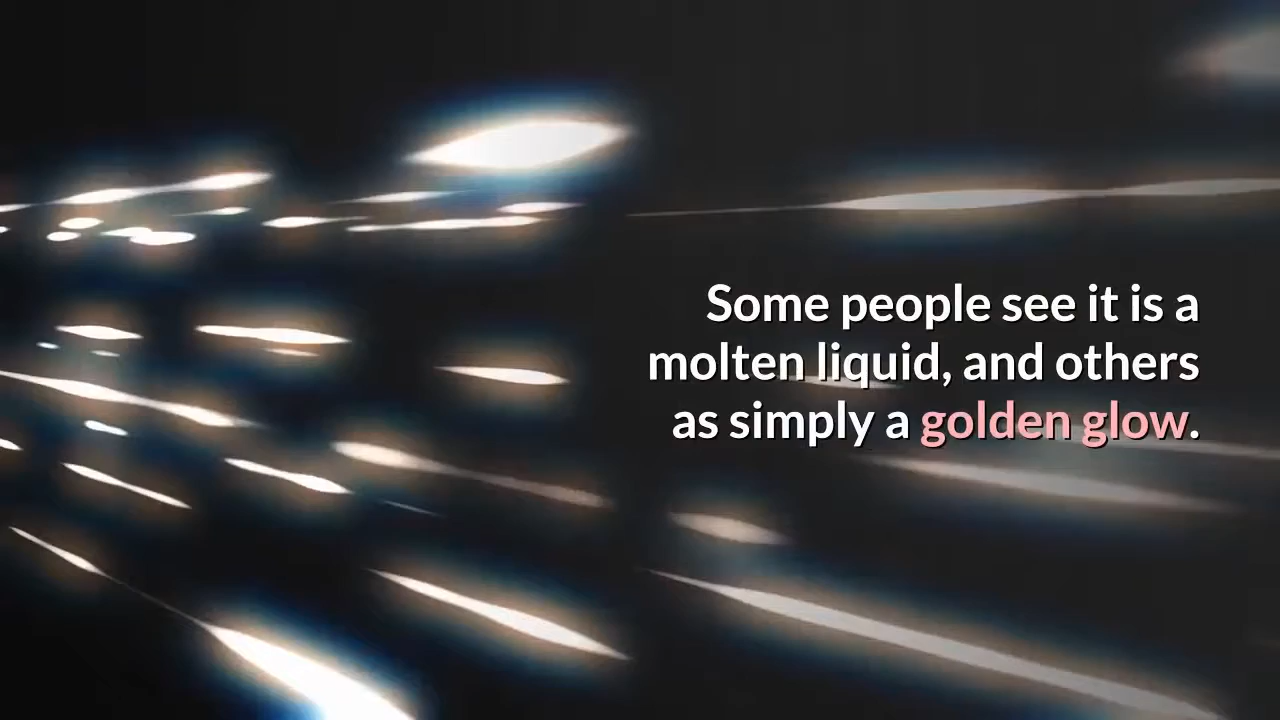 Some people see it is a
molten liquid, and others
as simply a golden glow.